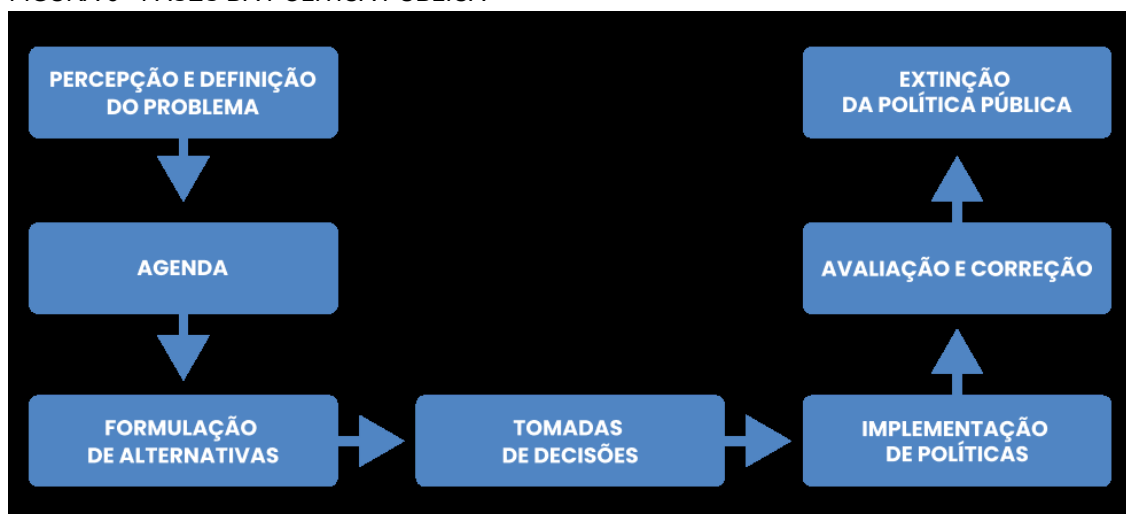 PERCEPÇÃO E DEFINIÇÃO
DO PROBLEMA
AGENDA
FORMULAÇÃO
DE ALTERNATIVAS
TOMADAS
DE DECISÕES
IMPLEMENTAÇÃO
DE POLÍTICAS
AVALIAÇÃO E CORREÇÃO
EXTINÇÃO
DA POLÍTICA PÚBLICA